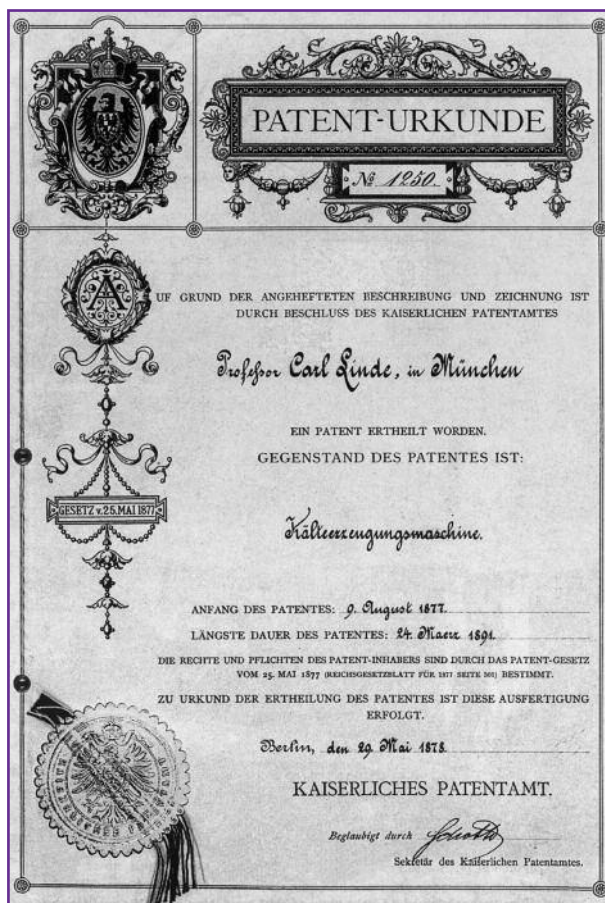 PATENT-URKUNDE
№ 1250.
AUF GRUND DER ANGEHEFTETEN BESCHREIBUNG UND ZEICHNUNG IST
DURCH BESCHLUSS DES KAISERLICHEN PATENTAMTES
Professor Carl Linde, in München
EIN PATENT ERTHEILT WORDEN.
GEGENSTAND DES PATENTES IST:
GESETZ v. 25. MAI 1877
Kälteerzeugungsmaschine.
ANFANG DES PATENTES: 9. August 1877.
LÄNGSTE DAUER DES PATENTES: 24. Maerz 1891.
DIE RECHTE UND PFLICHTEN DES PATENT-INHABERS SIND DURCH DAS PATENT-GESETZ
VOM 25. MAI 1877 (REICHSGESETZBLATT FÜR 1877 SEITE 501) BESTIMMT.
ZU URKUND DER ERTHEILUNG DES PATENTES IST DIESE AUSFERTIGUNG
ERFOLGT.
Berlin, den 29. Mai 1878.
KAISERLICHES PATENTAMT.
Beglaubigt durch
Sekretär des Kaiserlichen Patentamtes.